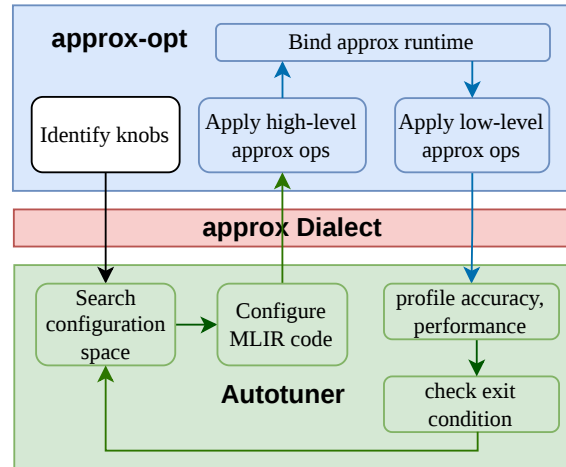 approx-opt
Bind approx runtime
Identify knobs
Apply high-level
approx ops
Apply low-level
approx ops
approx Dialect
Search
configuration
space
Configure
MLIR code
profile accuracy,
performance
Autotuner
check exit
condition